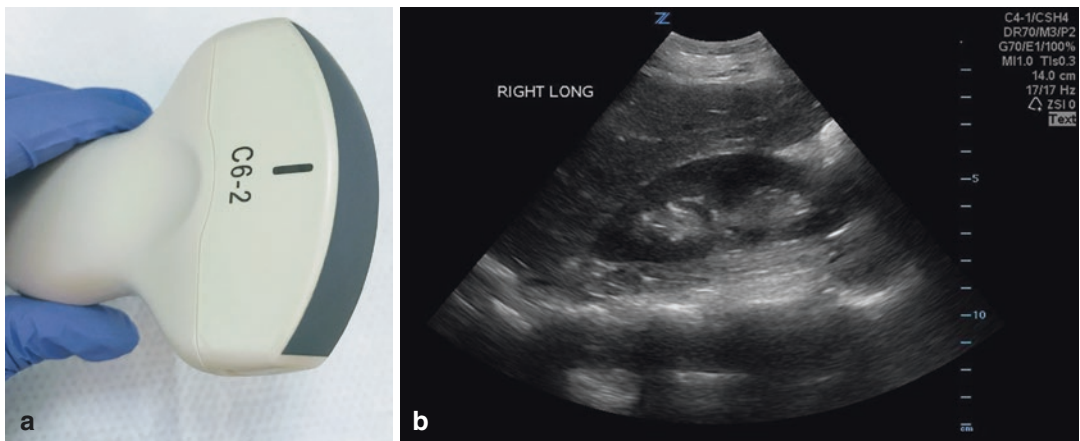 C6-2
a
Z
RIGHT LONG
C4-1/CSH4
DR70/M3/P2
G70/E1/100%
MI1.0 TIs0.3
14.0 cm
17/17 Hz
ZSI 0
Text
5
10
cm
b